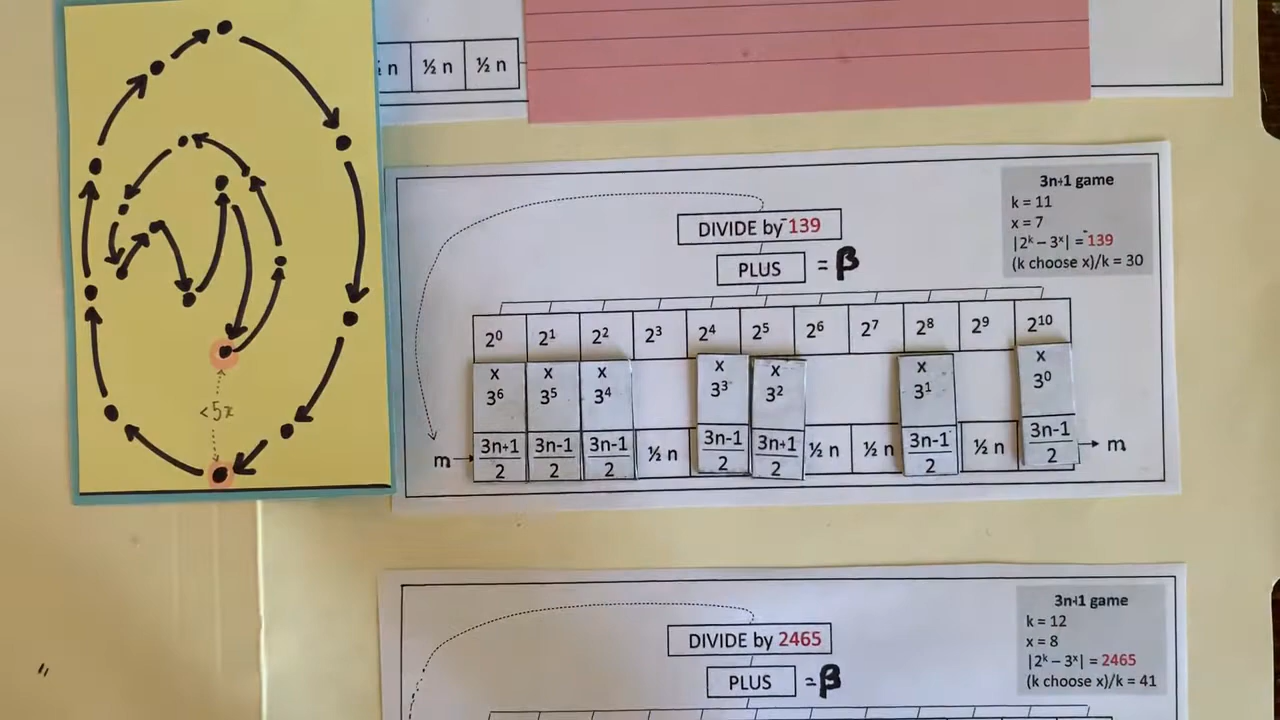 n ½ n ½ n
3n+1 game
k = 11
x = 7
|2ᵏ – 3ˣ| = ⁻139
(k choose x)/k = 30
DIVIDE by ⁻139
PLUS = β
2⁰ 2¹ 2² 2³ 2⁴ 2⁵ 2⁶ 2⁷ 2⁸ 2⁹ 2¹⁰
x x x x x x x
3⁶ 3⁵ 3⁴ 3³ 3² 3¹ 3⁰
m 3n+1/2 3n-1/2 3n-1/2 ½ n 3n-1/2 3n+1/2 ½ n ½ n 3n-1/2 ½ n 3n-1/2 m
3n+1 game
k = 12
x = 8
|2ᵏ – 3ˣ| = 2465
(k choose x)/k = 41
DIVIDE by 2465
PLUS = β